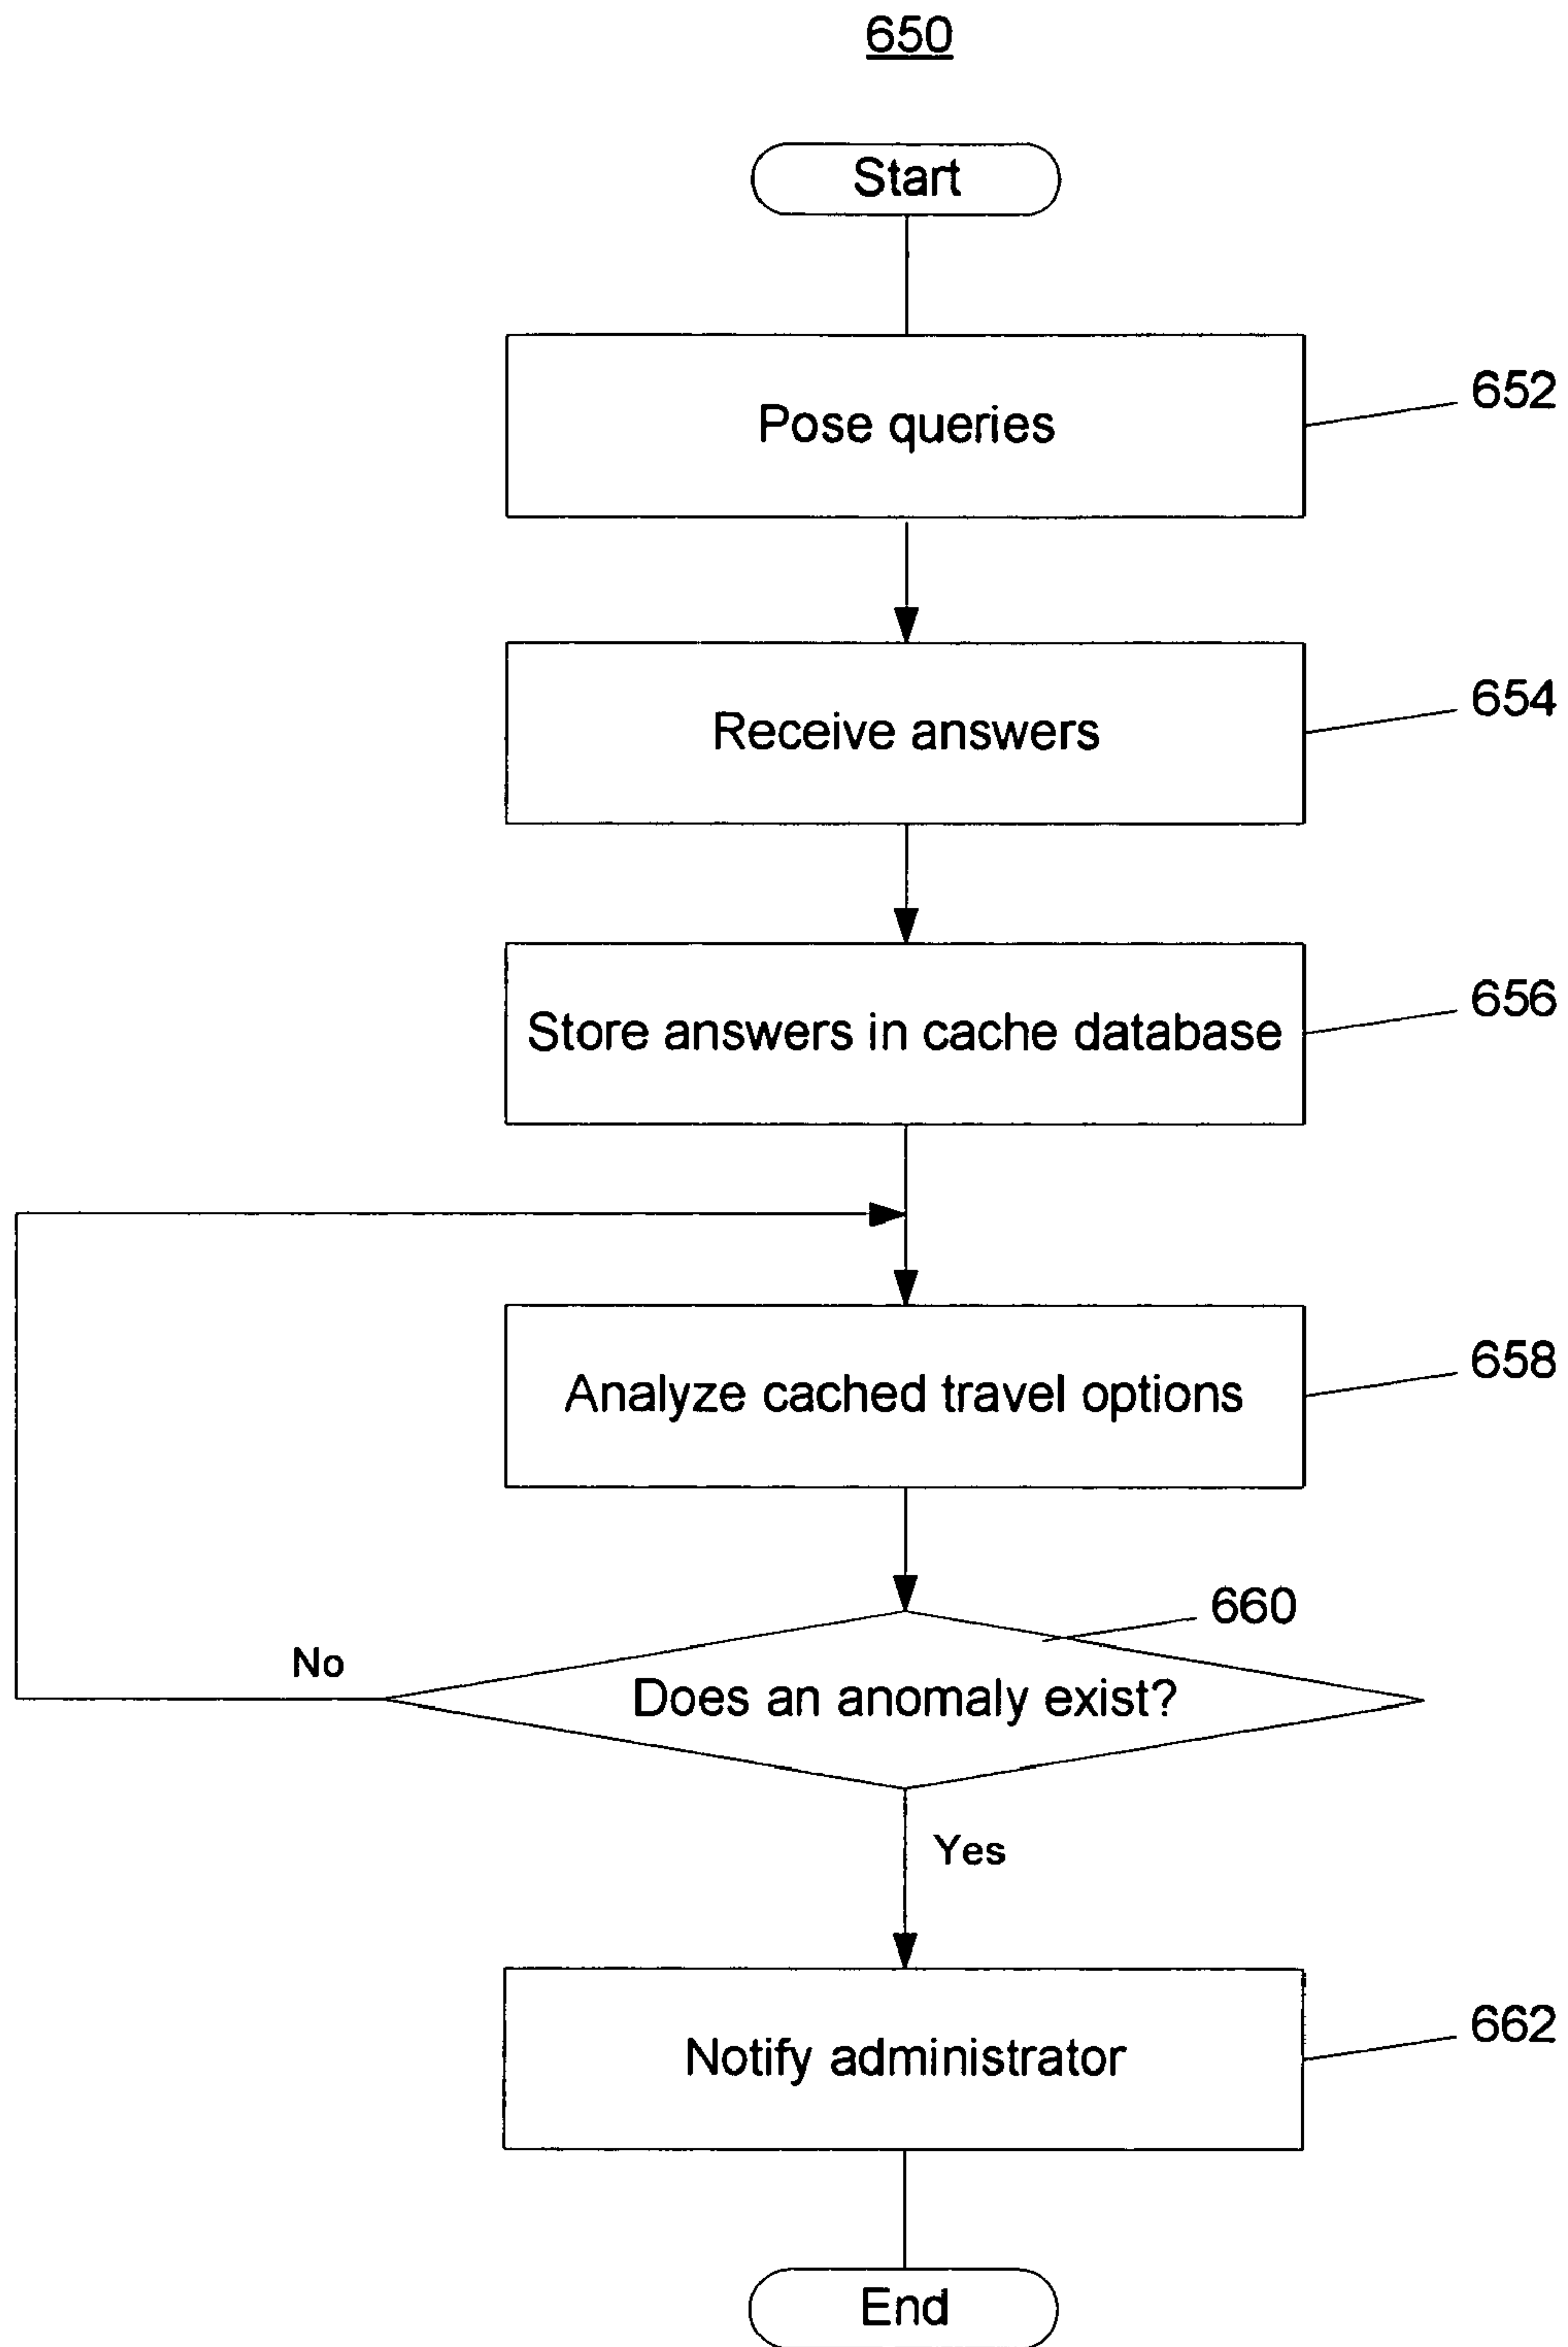 650
Start
Pose queries
652
Receive answers
654
Store answers in cache database
656
Analyze cached travel options
658
660
No
Does an anomaly exist?
Yes
Notify administrator
662
End